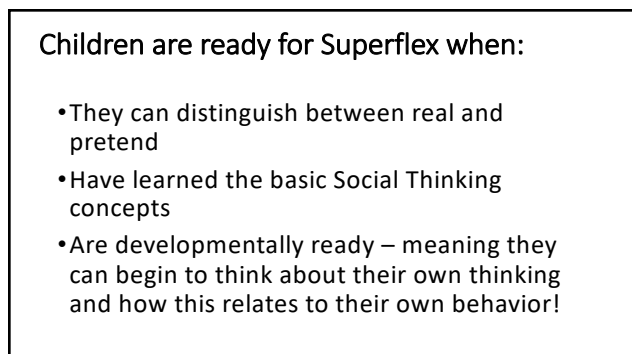 Children are ready for Superflex when:
•They can distinguish between real and
pretend
•Have learned the basic Social Thinking
concepts
•Are developmentally ready – meaning they
can begin to think about their own thinking
and how this relates to their own behavior!